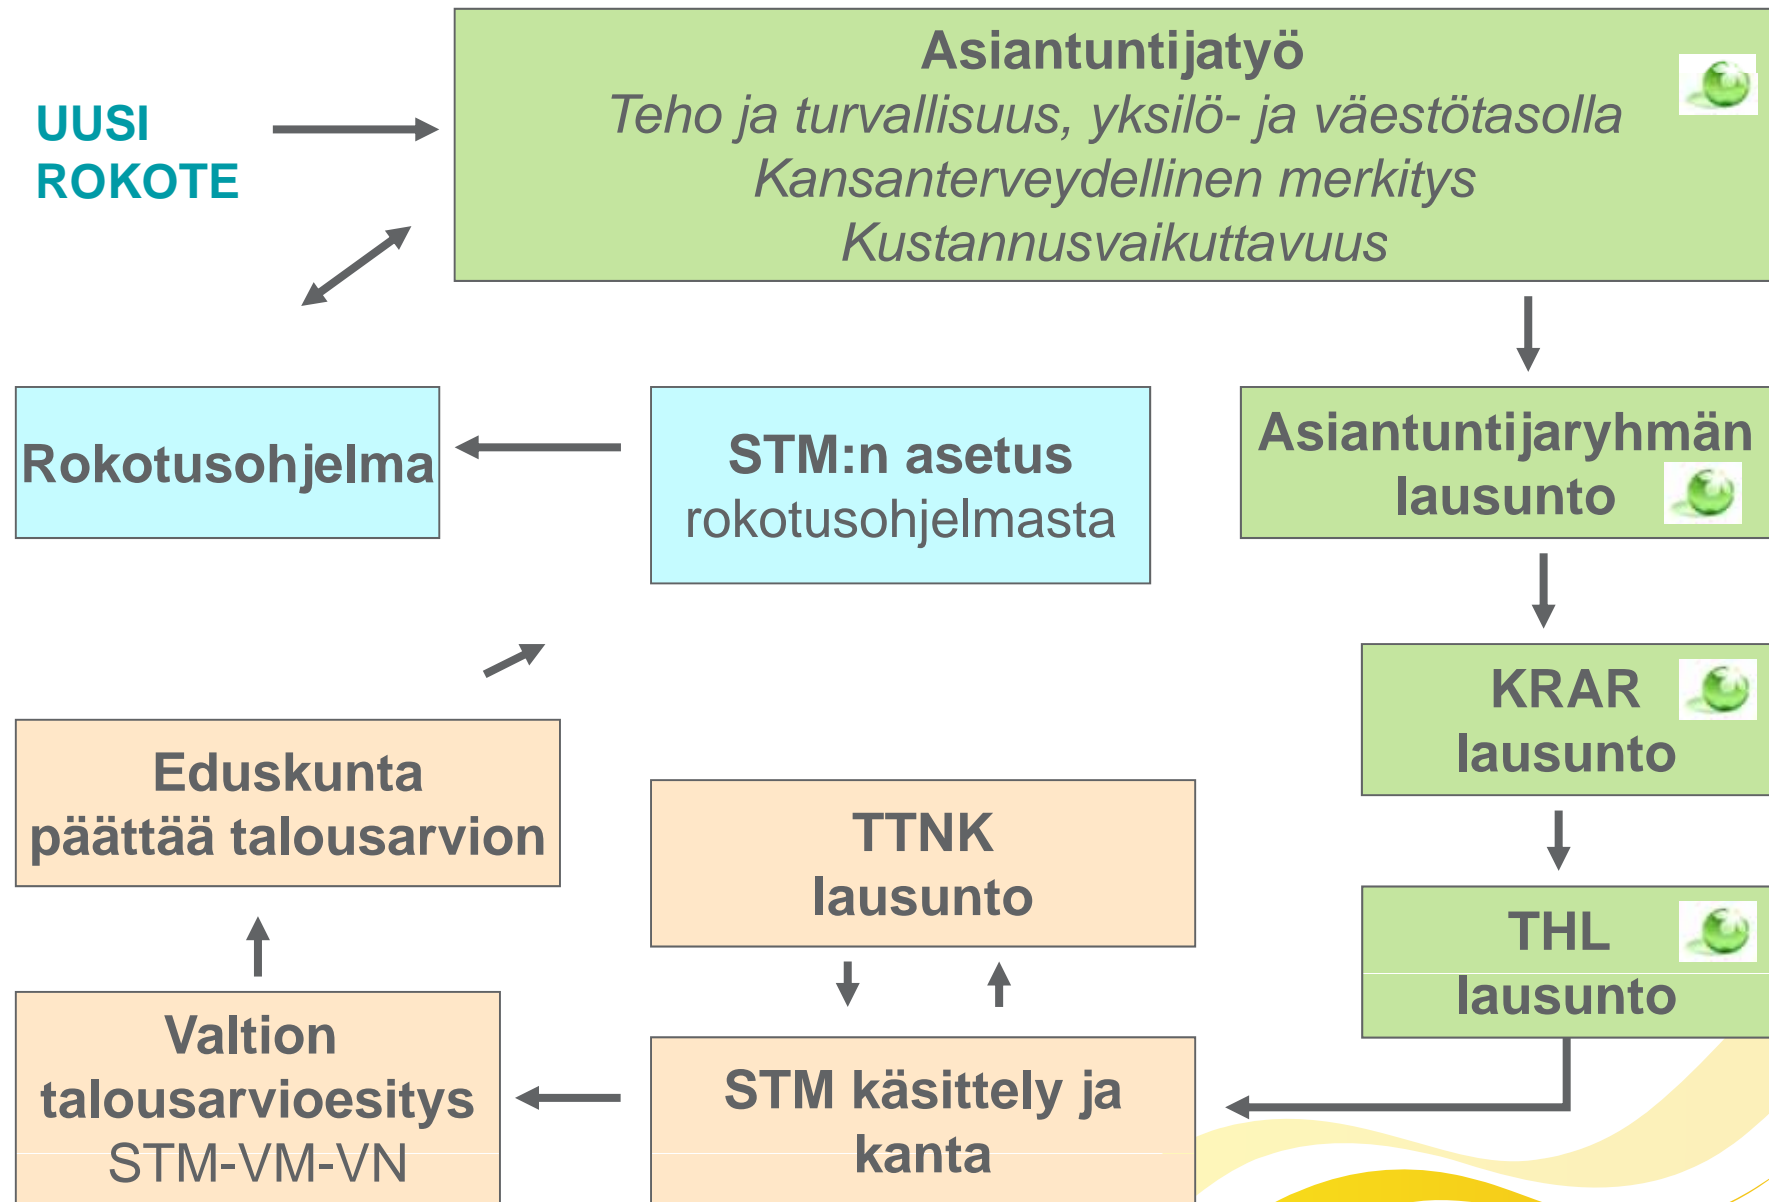 UUSI
ROKOTE
Asiantuntijatyö
Teho ja turvallisuus, yksilö- ja väestötasolla
Kansanterveydellinen merkitys
Kustannusvaikuttavuus
Rokotusohjelma
STM:n asetus
rokotusohjelmasta
Asiantuntijaryhmän
lausunto
KRAR
lausunto
Eduskunta
päättää talousarvion
TTNK
lausunto
THL
lausunto
Valtion
talousarvioesitys
STM-VM-VN
STM käsittely ja
kanta